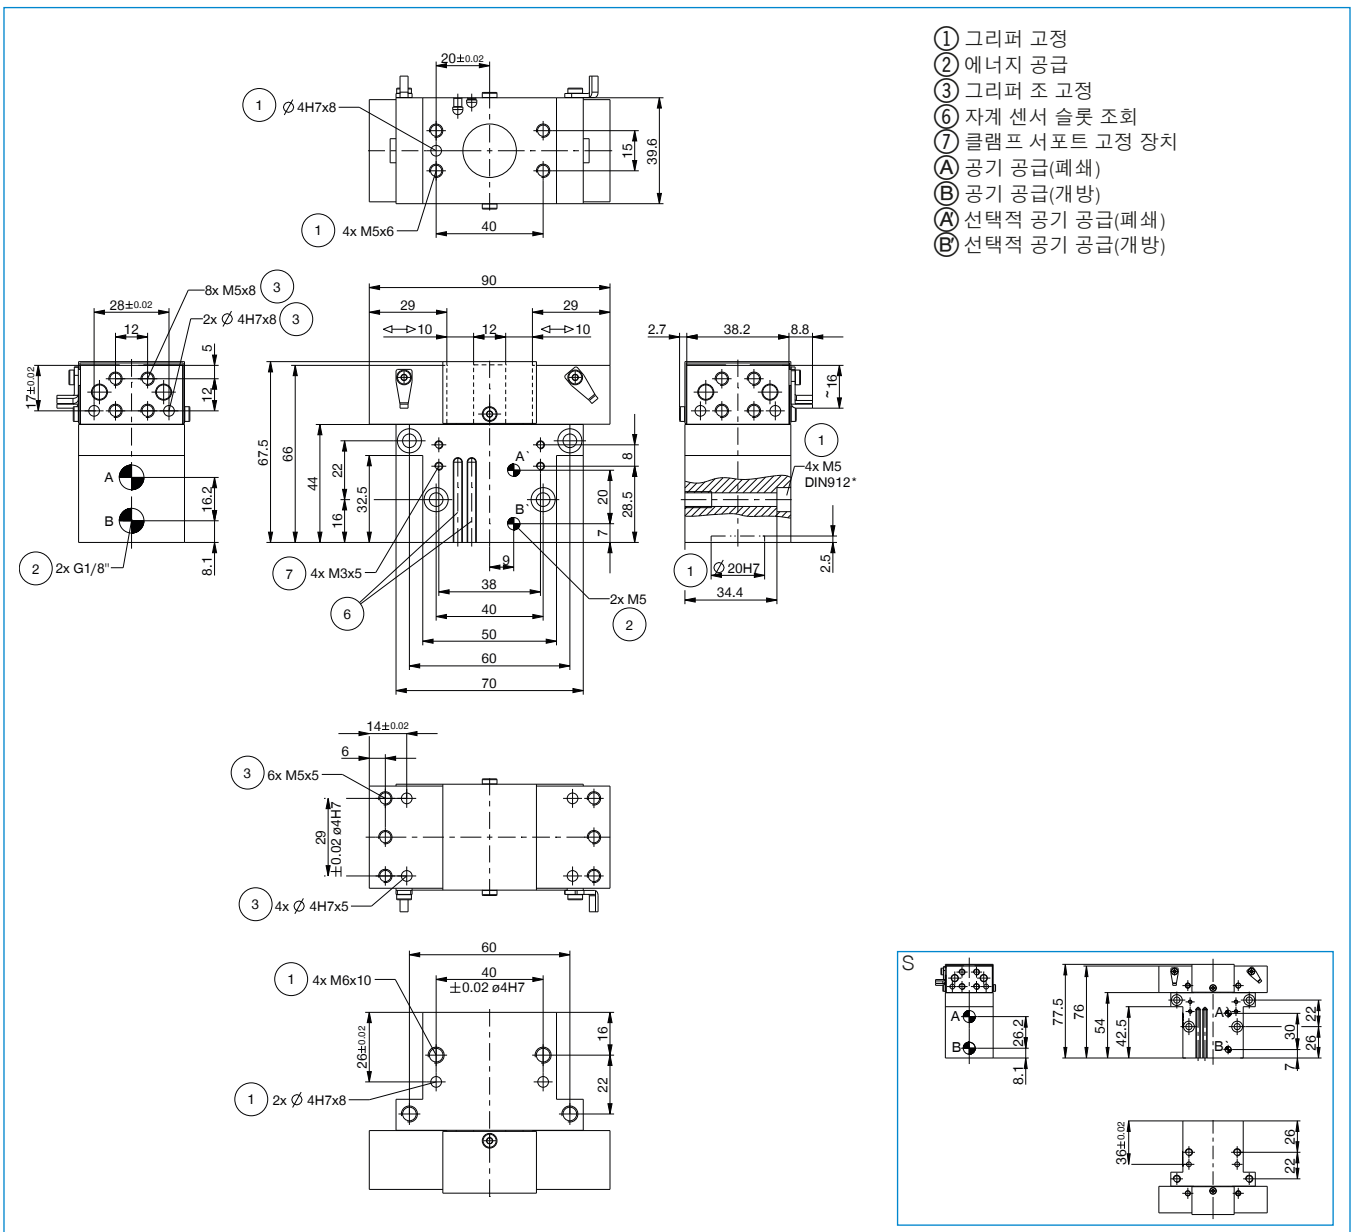 ① 그리퍼 고정
② 에너지 공급
③ 그리퍼 조 고정
⑥ 자계 센서 슬롯 조회
⑦ 클램프 서포트 고정 장치
Ⓐ 공기 공급(폐쇄)
Ⓑ 공기 공급(개방)
A' 선택적 공기 공급(폐쇄)
B' 선택적 공기 공급(개방)
20±0.02
1 Ø 4H7x8
15
39.6
1 4x M5x6
40
8x M5x8 3
28±0.02
2x Ø 4H7x8 3
12
5
17±0.02
12
A
16.2
B
8.1
2 2x G1/8"
90
29
29
10
12
10
67.5
66
44
22
32.5
16
A`
B`
8
20
28.5
7
9
7 4x M3x5
6
38
40
50
60
70
2x M5
2
2.7
38.2
8.8
~16
1
4x M5
DIN912*
1 Ø 20H7
2.5
34.4
14±0.02
6
3 6x M5x5
29
±0.02 ø4H7
3 4x Ø 4H7x5
60
1 4x M6x10
40
±0.02 ø4H7
26±0.02
16
22
1 2x Ø 4H7x8
S
A
26.2
B
8.1
77.5
76
54
42.5
A`
B`
22
30
26
7
36±0.02
26
22